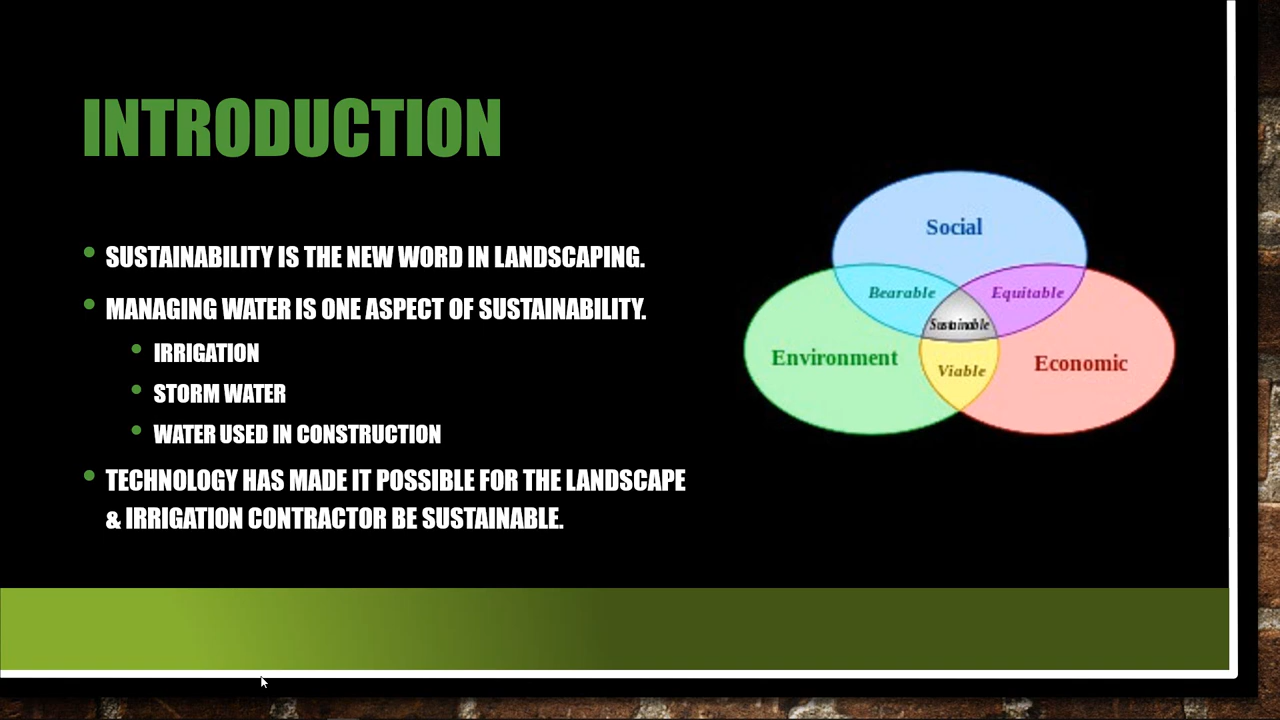 INTRODUCTION
• SUSTAINABILITY IS THE NEW WORD IN LANDSCAPING.
• MANAGING WATER IS ONE ASPECT OF SUSTAINABILITY.
• IRRIGATION
• STORM WATER
• WATER USED IN CONSTRUCTION
• TECHNOLOGY HAS MADE IT POSSIBLE FOR THE LANDSCAPE
& IRRIGATION CONTRACTOR BE SUSTAINABLE.
Social
Bearable
Equitable
Sustainable
Environment
Economic
Viable